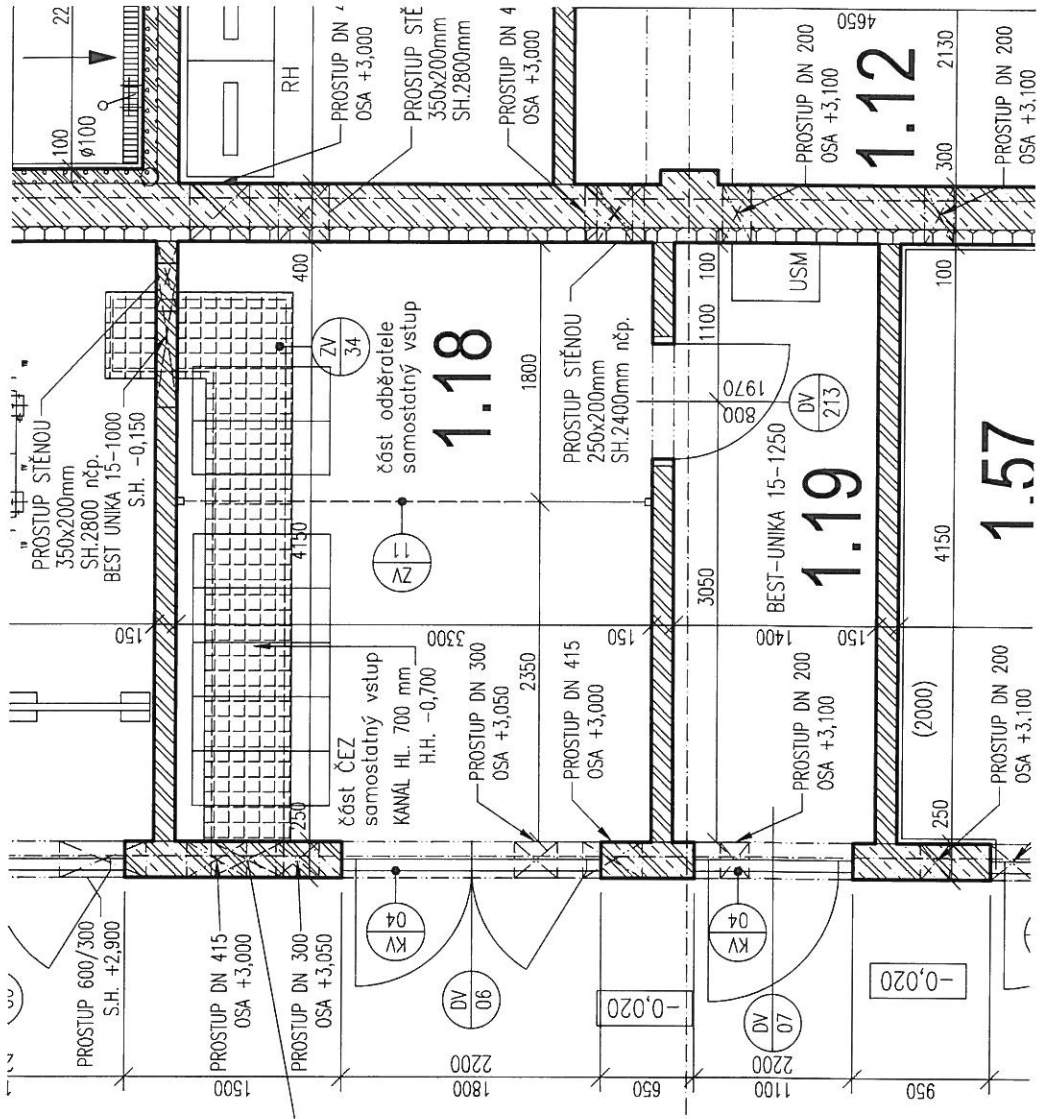 22
100
ø100
RH
PROSTUP DN 4
OSA +3,000
PROSTUP STĚ
350x200mm
SH.2800mm
PROSTUP DN 4
OSA +3,000
4650
2130
PROSTUP DN 200
OSA +3,100
1.12
300
PROSTUP DN 200
OSA +3,100
PROSTUP STĚNOU
350x200mm
SH.2800 nčp.
BEST UNIKA 15-1000
S.H. -0,150
400
ZV
34
1.18
část odběratele
samostatný vstup
1800
PROSTUP STĚNOU
250x200mm
SH.2400mm nčp.
100
1100
USM
100
800
1970
DV
213
4150
ZV
11
BEST-UNIKA 15-1250
1.19
1.57
3050
4150
150
3300
150
1400
150
část ČEZ
samostatný vstup
KANÁL HL. 700 mm
H.H. -0,700
2350
PROSTUP DN 300
OSA +3,050
PROSTUP DN 415
OSA +3,000
PROSTUP DN 200
OSA +3,100
(2000)
PROSTUP DN 200
OSA +3,100
250
250
PROSTUP 600/300
S.H. +2,900
PROSTUP DN 415
OSA +3,000
PROSTUP DN 300
OSA +3,050
KV
04
KV
04
DV
06
-0,020
DV
07
-0,020
1500
1800
2200
650
1100
2200
950